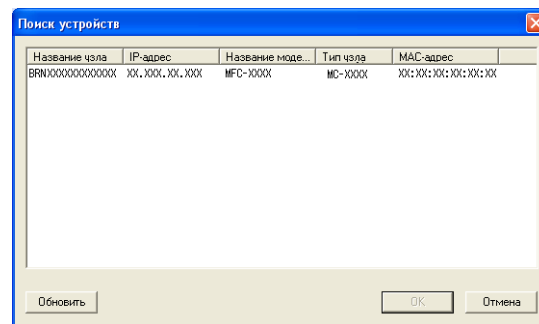 Поиск устройств
Название узла IP-адрес Название моде... Тип узла MAC-адрес
BRNXXXXXXXXXXXX XX.XXX.XX.XXX MFC-XXXX MC-XXXX XX:XX:XX:XX:XX:XX
Обновить OK Отмена